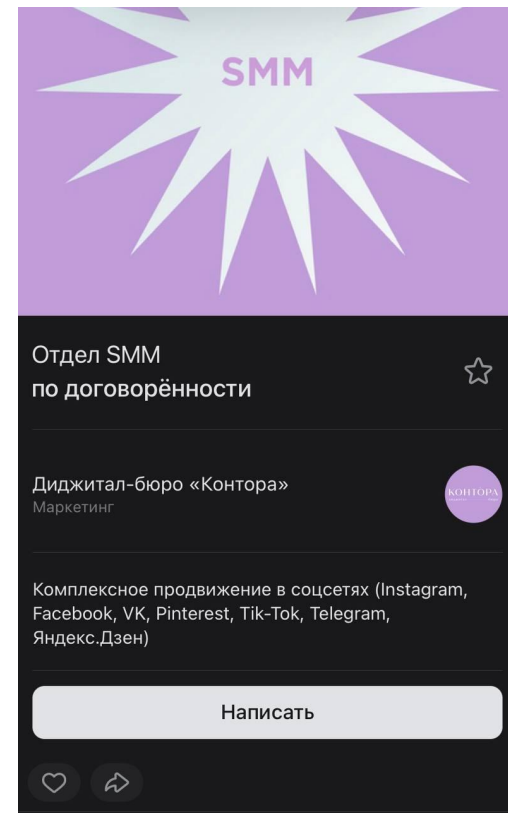 SMM
Отдел SMM
по договорённости
Диджитал-бюро «Контора»
Маркетинг
КОНТОРА
Комплексное продвижение в соцсетях (Instagram,
Facebook, VK, Pinterest, Tik-Tok, Telegram,
Яндекс.Дзен)
Написать